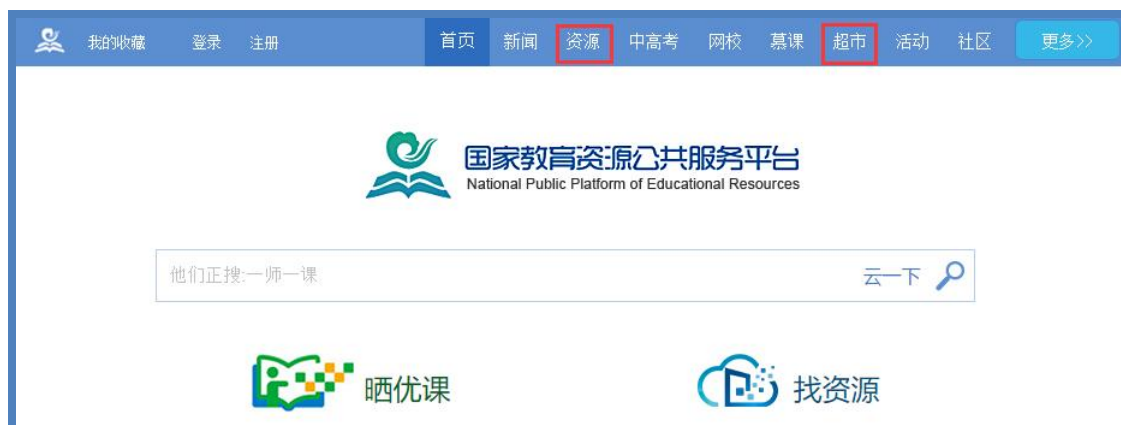 我的收藏 登录 注册 首页 新闻 资源 中高考 网校 慕课 超市 活动 社区 更多>>
国家教育资源公共服务平台
National Public Platform of Educational Resources
他们正搜:一师一课 云一下
晒优课 找资源